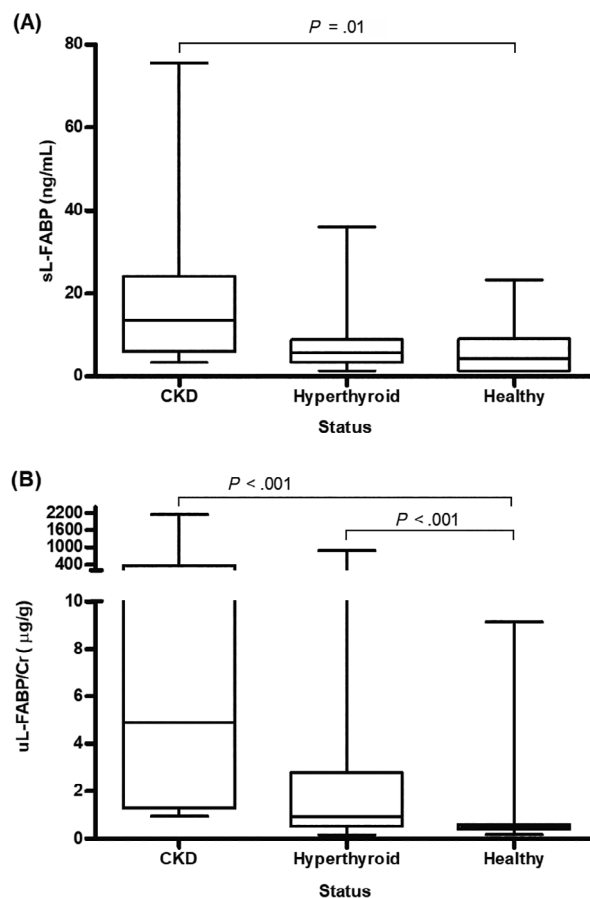 (A)
P = .01
80
60
40
20
0
sL-FABP (ng/mL)
CKD Hyperthyroid Healthy
Status
(B)
P < .001
P < .001
2200
1600
1000
400
10
8
6
4
2
0
uL-FABP/Cr (μg/g)
CKD Hyperthyroid Healthy
Status